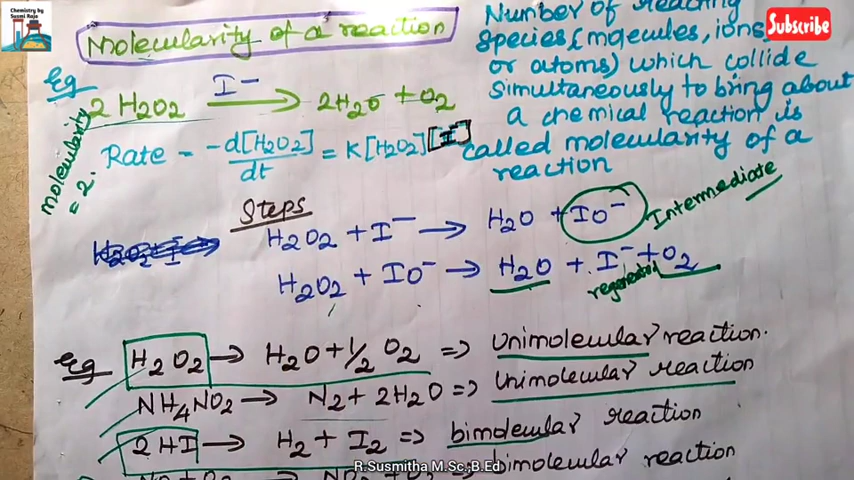 Chemistry by
Susmi Raja
Molecularity of a reaction
Number of reacting
species (molecules, ions
or atoms) which collide
simultaneously to bring about
a chemical reaction is
called molecularity of a
reaction
Subscribe
Eg
2 H2O2 —I⁻→ 2H2O + O2
molecularity
= 2.
Rate = -d[H2O2]/dt = K[H2O2][I⁻]
Steps
H2O2 + I⁻ → H2O + IO⁻ Intermediate
H2O2 + IO⁻ → H2O + I⁻ + O2
Eg H2O2 → H2O + 1/2 O2 => Unimolecular reaction.
NH4NO2 → N2 + 2H2O => Unimolecular reaction
2HI → H2 + I2 => bimolecular reaction
=> bimolecular reaction
R.Susmitha M.Sc.,B.Ed